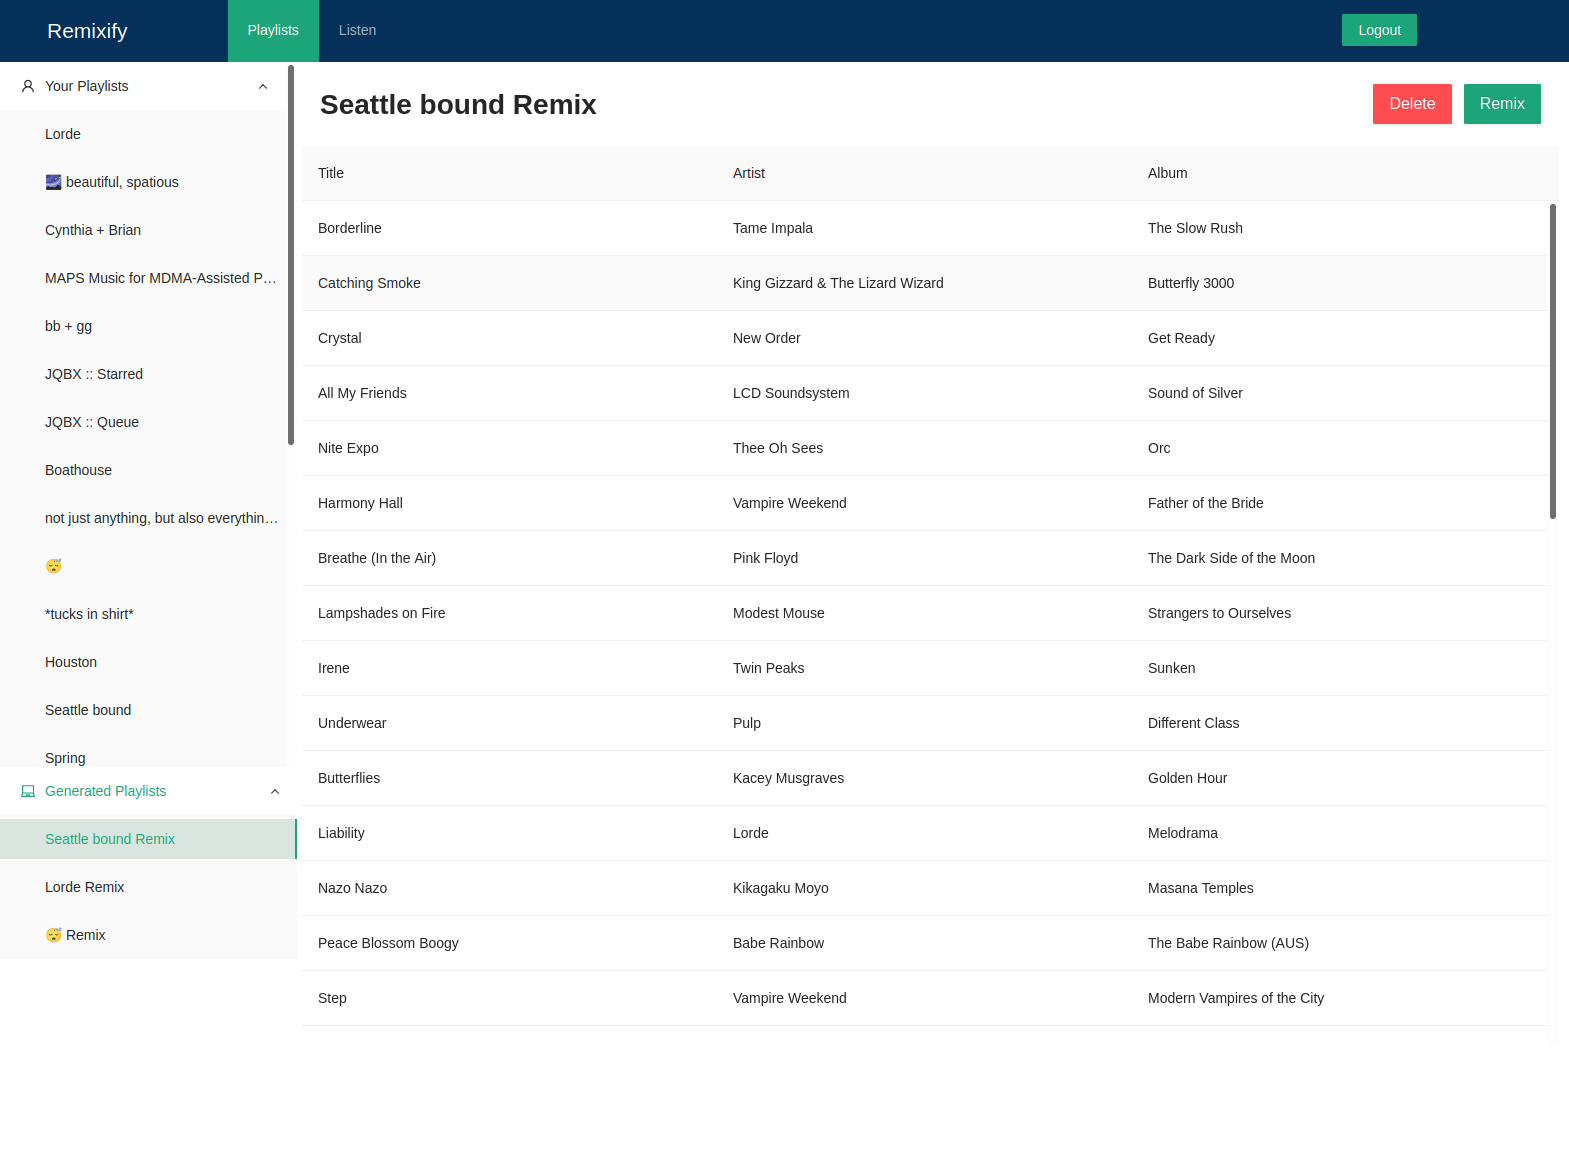 Remixify
Playlists
Listen
Logout
Your Playlists
Lorde
🌌 beautiful, spatious
Cynthia + Brian
MAPS Music for MDMA-Assisted P…
bb + gg
JQBX :: Starred
JQBX :: Queue
Boathouse
not just anything, but also everythin…
😴
*tucks in shirt*
Houston
Seattle bound
Spring
Generated Playlists
Seattle bound Remix
Lorde Remix
😴 Remix
Seattle bound Remix
Delete
Remix
Title Artist Album
Borderline Tame Impala The Slow Rush
Catching Smoke King Gizzard & The Lizard Wizard Butterfly 3000
Crystal New Order Get Ready
All My Friends LCD Soundsystem Sound of Silver
Nite Expo Thee Oh Sees Orc
Harmony Hall Vampire Weekend Father of the Bride
Breathe (In the Air) Pink Floyd The Dark Side of the Moon
Lampshades on Fire Modest Mouse Strangers to Ourselves
Irene Twin Peaks Sunken
Underwear Pulp Different Class
Butterflies Kacey Musgraves Golden Hour
Liability Lorde Melodrama
Nazo Nazo Kikagaku Moyo Masana Temples
Peace Blossom Boogy Babe Rainbow The Babe Rainbow (AUS)
Step Vampire Weekend Modern Vampires of the City